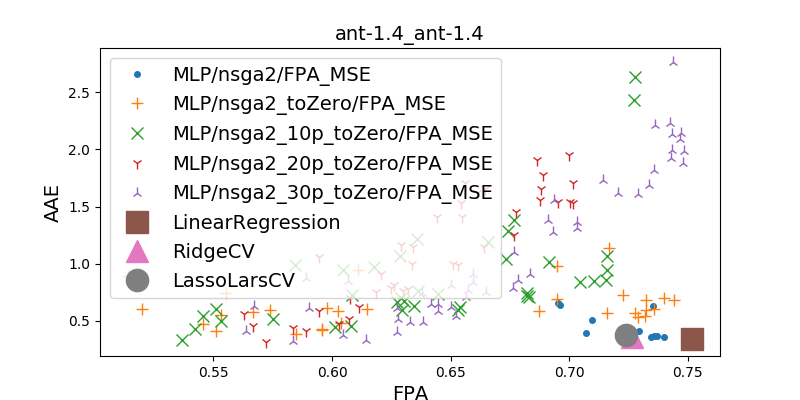 ant-1.4_ant-1.4
MLP/nsga2/FPA_MSE
MLP/nsga2_toZero/FPA_MSE
MLP/nsga2_10p_toZero/FPA_MSE
MLP/nsga2_20p_toZero/FPA_MSE
MLP/nsga2_30p_toZero/FPA_MSE
LinearRegression
RidgeCV
LassoLarsCV
AAE
2.5
2.0
1.5
1.0
0.5
0.55
0.60
0.65
0.70
0.75
FPA